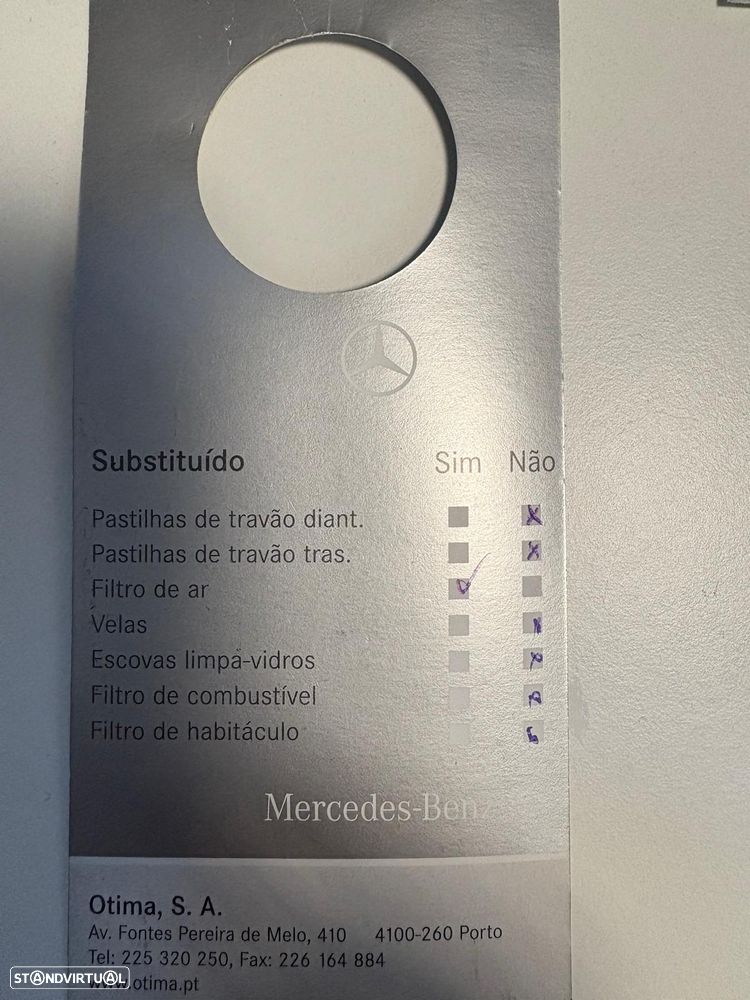 Substituído Sim Não
Pastilhas de travão diant.
Pastilhas de travão tras.
Filtro de ar
Velas
Escovas limpa-vidros
Filtro de combustível
Filtro de habitáculo
Mercedes-Benz
Otima, S. A.
Av. Fontes Pereira de Melo, 410 4100-260 Porto
Tel: 225 320 250, Fax: 226 164 884
www.otima.pt
STANDVIRTUAL